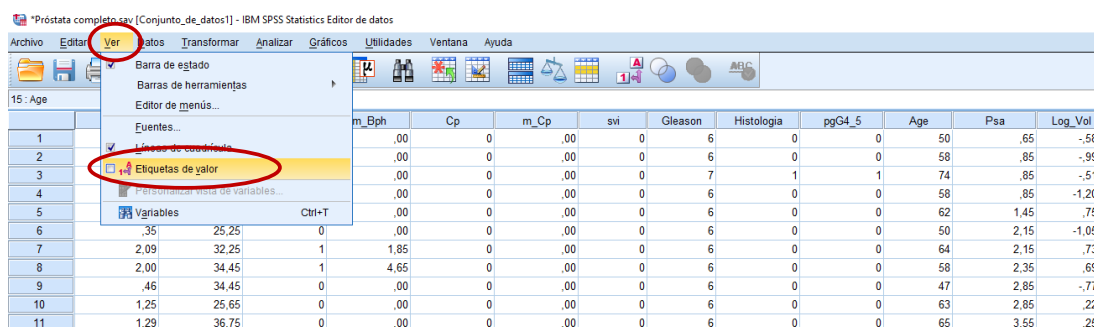 *Próstata completo.sav [Conjunto_de_datos1] - IBM SPSS Statistics Editor de datos
Archivo Editar Ver Datos Transformar Analizar Gráficos Utilidades Ventana Ayuda
Barra de estado
Barras de herramientas
Editor de menús...
Fuentes...
Líneas de cuadrícula
Etiquetas de valor
Personalizar vista de variables...
Variables Ctrl+T
15 : Age
m_Bph Cp m_Cp svi Gleason Histologia pgG4_5 Age Psa Log_Vol
1 ,00 0 ,00 0 6 0 0 50 ,65 -,58
2 ,00 0 ,00 0 6 0 0 58 ,85 -,99
3 ,00 0 ,00 0 7 1 1 74 ,85 -,51
4 ,00 0 ,00 0 6 0 0 58 ,85 -1,20
5 ,00 0 ,00 0 6 0 0 62 1,45 ,75
6 ,35 25,25 0 ,00 0 ,00 0 6 0 0 50 2,15 -1,05
7 2,09 32,25 1 1,85 0 ,00 0 6 0 0 64 2,15 ,73
8 2,00 34,45 1 4,65 0 ,00 0 6 0 0 58 2,35 ,69
9 ,46 34,45 0 ,00 0 ,00 0 6 0 0 47 2,85 -,77
10 1,25 25,65 0 ,00 0 ,00 0 6 0 0 63 2,85 ,22
11 1,29 36,75 0 ,00 0 ,00 0 6 0 0 65 3,55 ,25